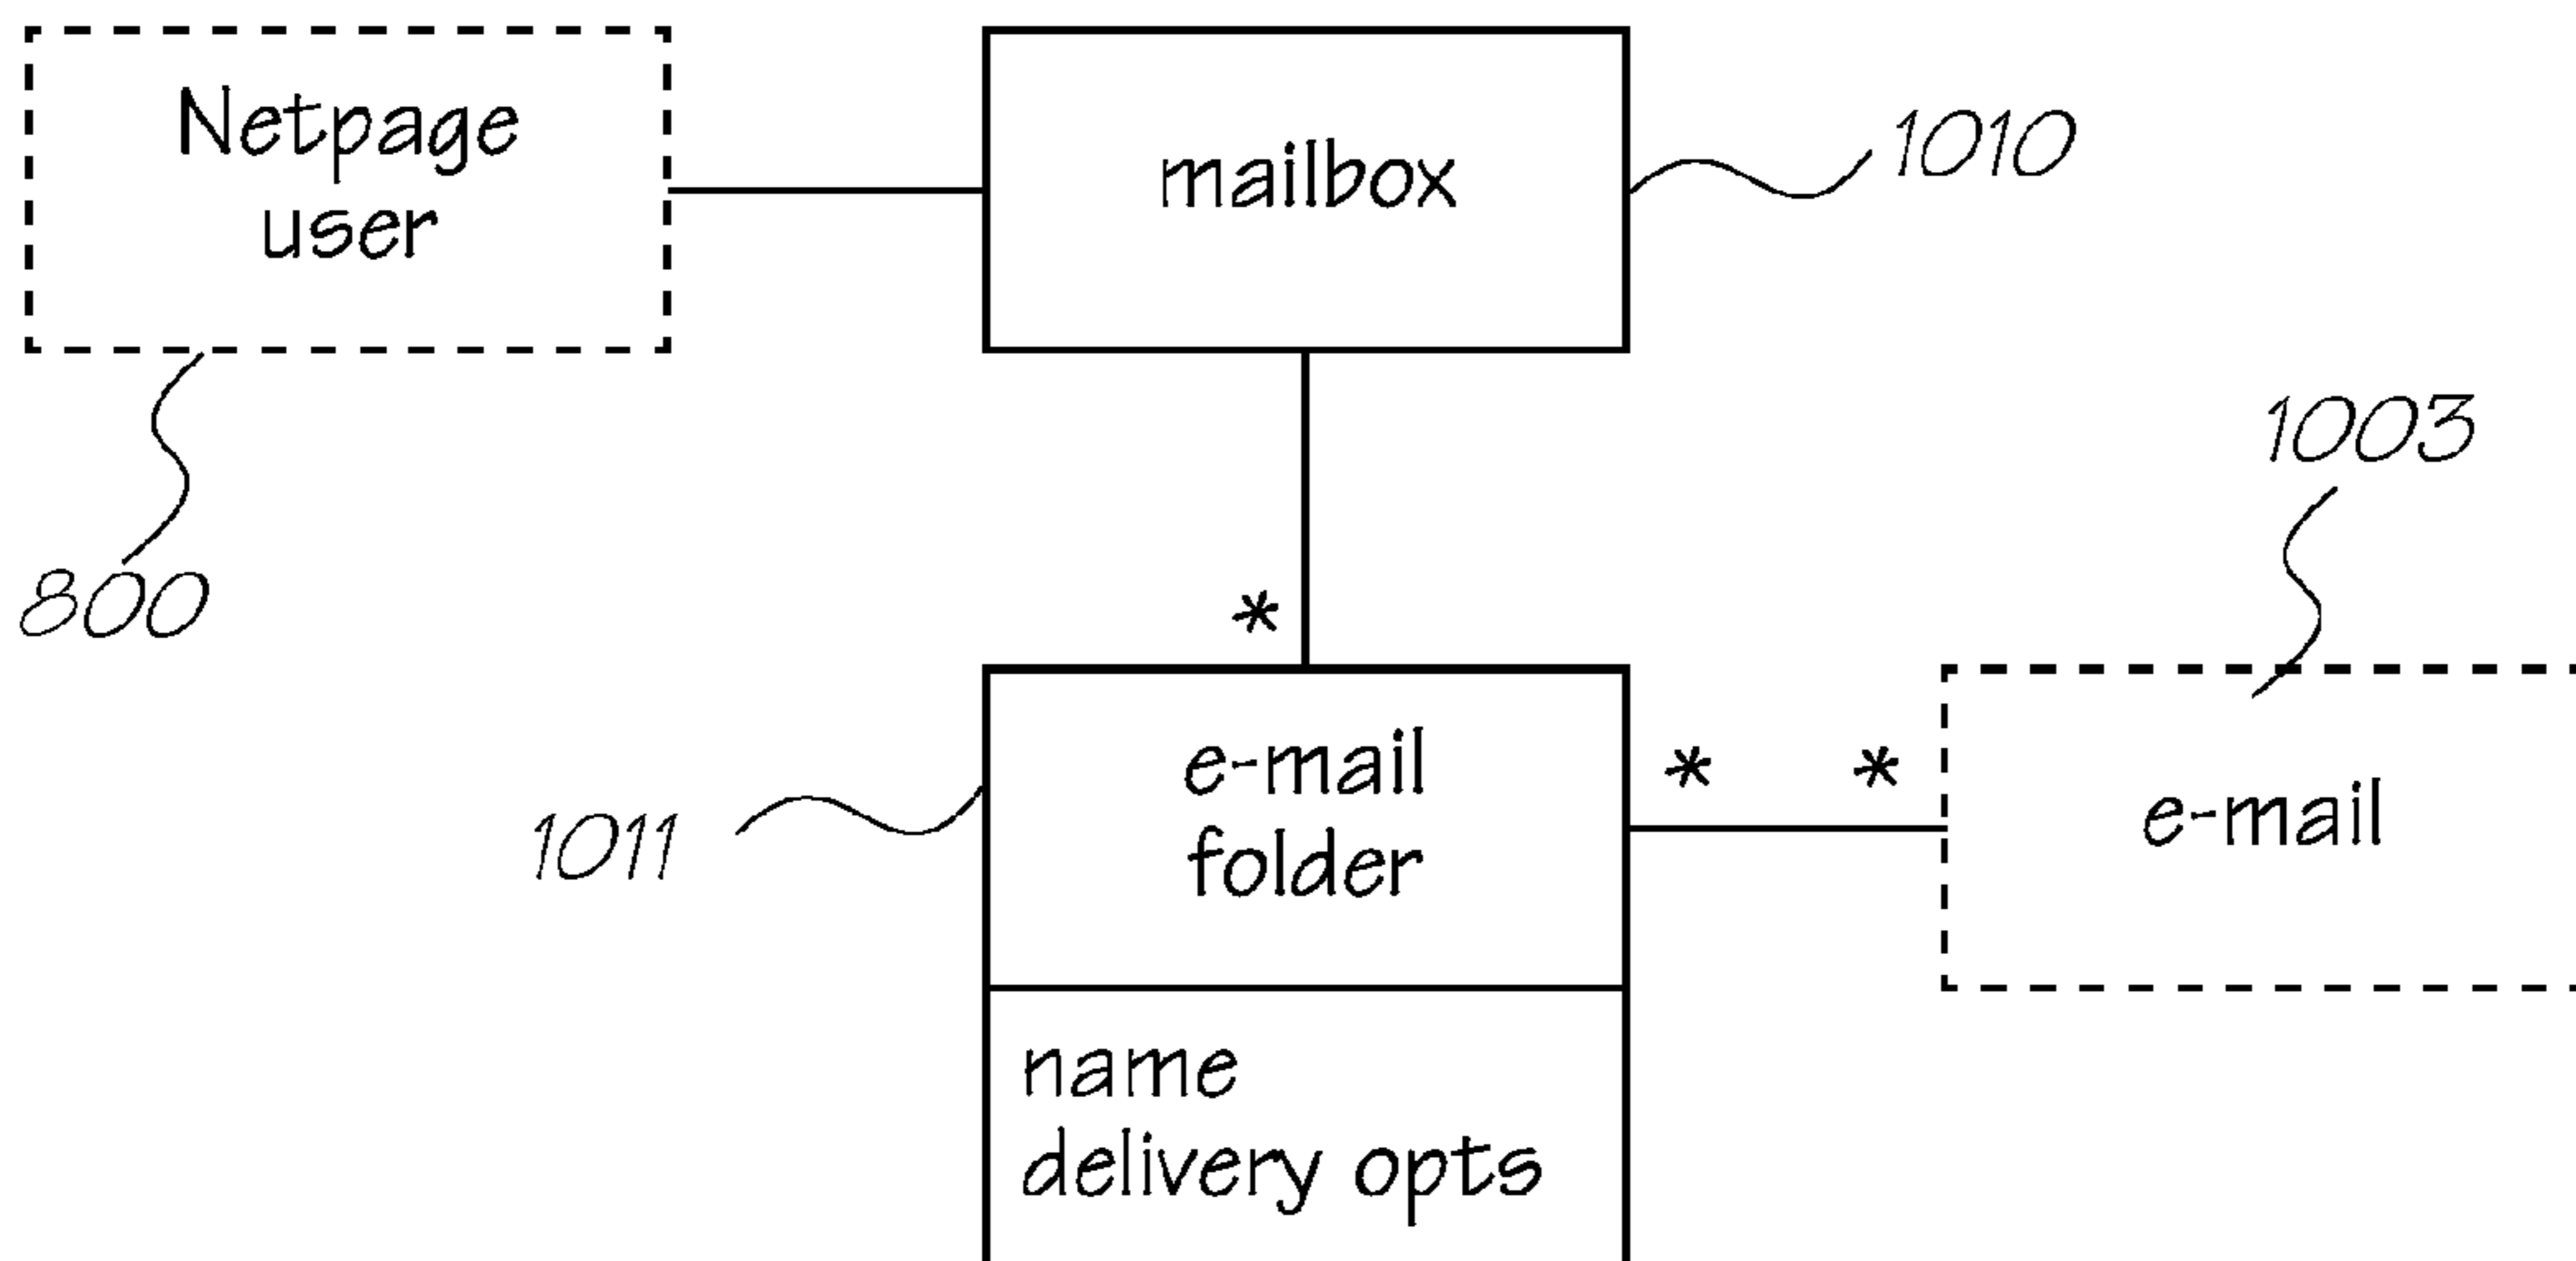 Netpage
user
mailbox
1010
800
1003
*
e-mail
folder
* *
e-mail
1011
name
delivery opts